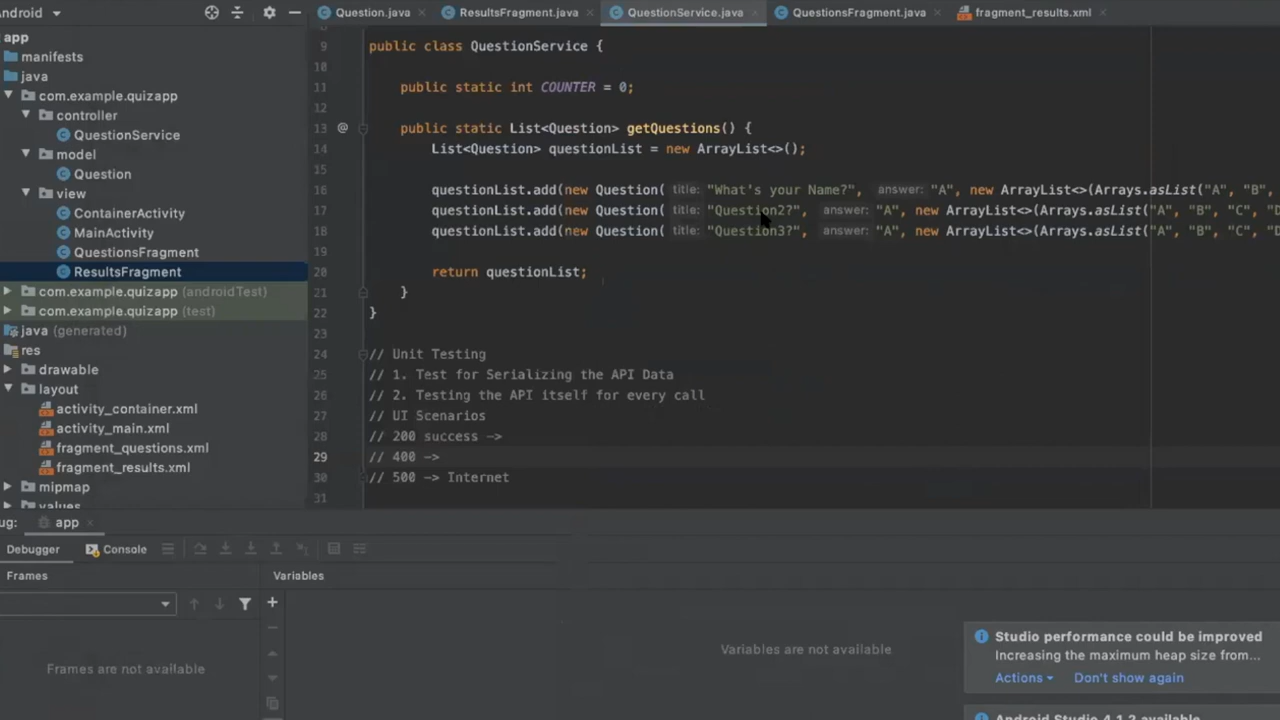 Android
Question.java
ResultsFragment.java
QuestionService.java
QuestionsFragment.java
fragment_results.xml
app
manifests
java
com.example.quizapp
controller
QuestionService
model
Question
view
ContainerActivity
MainActivity
QuestionsFragment
ResultsFragment
com.example.quizapp (androidTest)
com.example.quizapp (test)
java (generated)
res
drawable
layout
activity_container.xml
activity_main.xml
fragment_questions.xml
fragment_results.xml
mipmap
values
9 public class QuestionService {
10
11 public static int COUNTER = 0;
12
13 @ public static List<Question> getQuestions() {
14 List<Question> questionList = new ArrayList<>();
15
16 questionList.add(new Question( title: "What's your Name?", answer: "A", new ArrayList<>(Arrays.asList("A", "B",
17 questionList.add(new Question( title: "Question2?", answer: "A", new ArrayList<>(Arrays.asList("A", "B", "C", "D
18 questionList.add(new Question( title: "Question3?", answer: "A", new ArrayList<>(Arrays.asList("A", "B", "C", "D
19
20 return questionList;
21 }
22 }
23
24 // Unit Testing
25 // 1. Test for Serializing the API Data
26 // 2. Testing the API itself for every call
27 // UI Scenarios
28 // 200 success ->
29 // 400 ->
30 // 500 -> Internet
31
ug: app
Debugger
Console
Frames
Variables
Frames are not available
Variables are not available
Studio performance could be improved
Increasing the maximum heap size from...
Actions
Don't show again
Android Studio 4.1.2 available